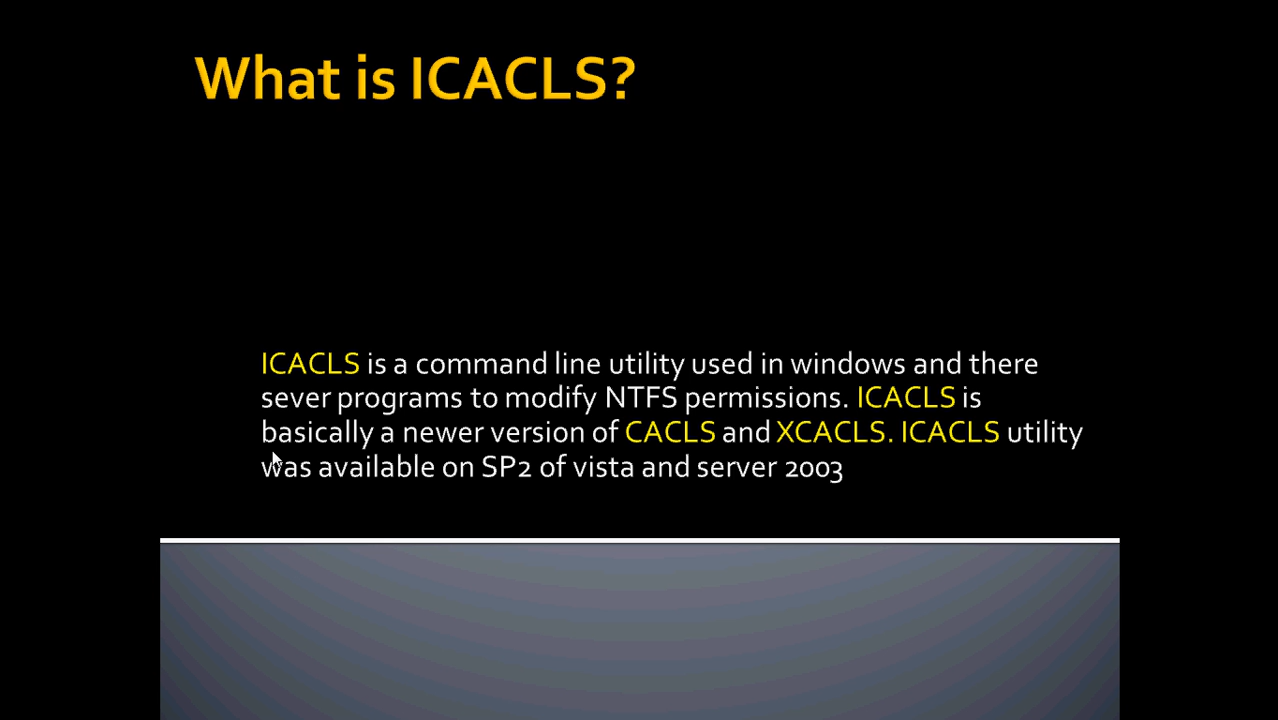 What is ICACLS?
ICACLS is a command line utility used in windows and there
sever programs to modify NTFS permissions. ICACLS is
basically a newer version of CACLS and XCACLS. ICACLS utility
was available on SP2 of vista and server 2003